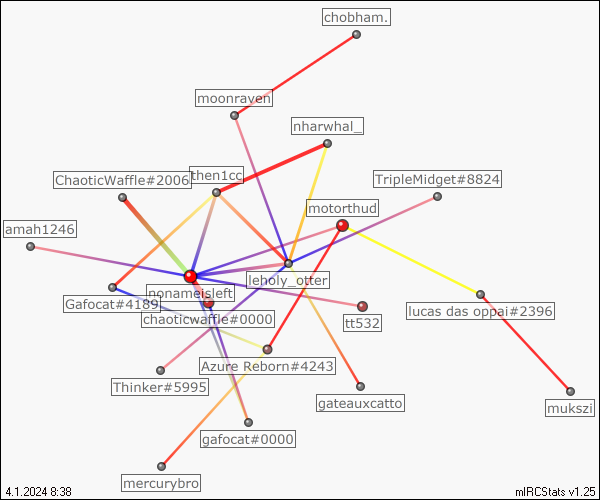 chobham.
moonraven
nharwhal_
then1cc
ChaoticWaffle#2006
TripleMidget#8824
motorthud
amah1246
leholy_otter
nonameisleft
Gafocat#4189
lucas das oppai#2396
chaoticwaffle#0000
tt532
Azure Reborn#4243
Thinker#5995
gateauxcatto
mukszi
gafocat#0000
mercurybro
4.1.2024 8:38
mIRCStats v1.25